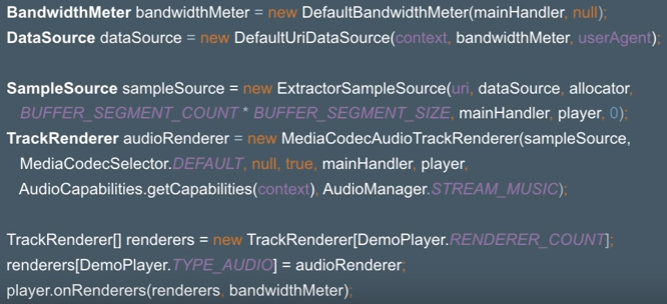 BandwidthMeter bandwidthMeter = new DefaultBandwidthMeter(mainHandler, null);
DataSource dataSource = new DefaultUriDataSource(context, bandwidthMeter, userAgent);
SampleSource sampleSource = new ExtractorSampleSource(uri, dataSource, allocator,
BUFFER_SEGMENT_COUNT * BUFFER_SEGMENT_SIZE, mainHandler, player, 0);
TrackRenderer audioRenderer = new MediaCodecAudioTrackRenderer(sampleSource,
MediaCodecSelector.DEFAULT, null, true, mainHandler, player,
AudioCapabilities.getCapabilities(context), AudioManager.STREAM_MUSIC);
TrackRenderer[] renderers = new TrackRenderer[DemoPlayer.RENDERER_COUNT];
renderers[DemoPlayer.TYPE_AUDIO] = audioRenderer;
player.onRenderers(renderers, bandwidthMeter);